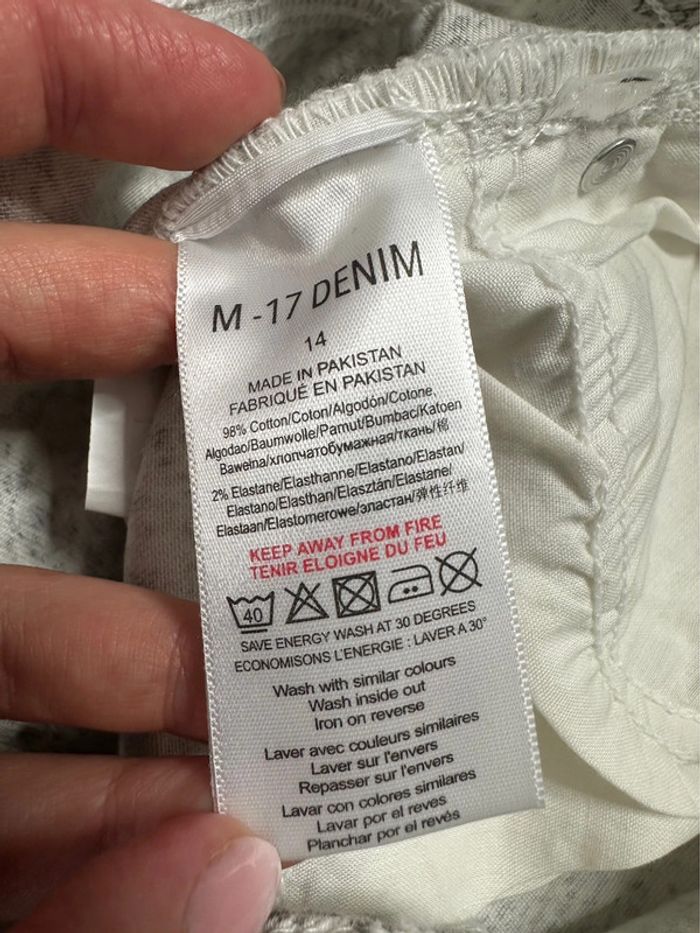 M -17 DENIM
14
MADE IN PAKISTAN
FABRIQUÉ EN PAKISTAN
98% Cotton/Coton/Algodón/Cotone,
Algodao/Baumwolle/Pamut/Bumbac/Katoen
Bawełna/хлопчатобумажная/ткань/棉
2% Elastane/Elasthanne/Elastano/Elastan/
Elestano/Elasthan/Elasztán/Elastane/
Elastaan/Elastomerowe/эластан/弹性纤维
KEEP AWAY FROM FIRE
TENIR ELOIGNE DU FEU
40
SAVE ENERGY WASH AT 30 DEGREES
ECONOMISONS L'ENERGIE : LAVER A 30°
Wash with similar colours
Wash inside out
Iron on reverse
Laver avec couleurs similaires
Laver sur l'envers
Repasser sur l'envers
Lavar con colores similares
Lavar por el reves
Planchar por el revés